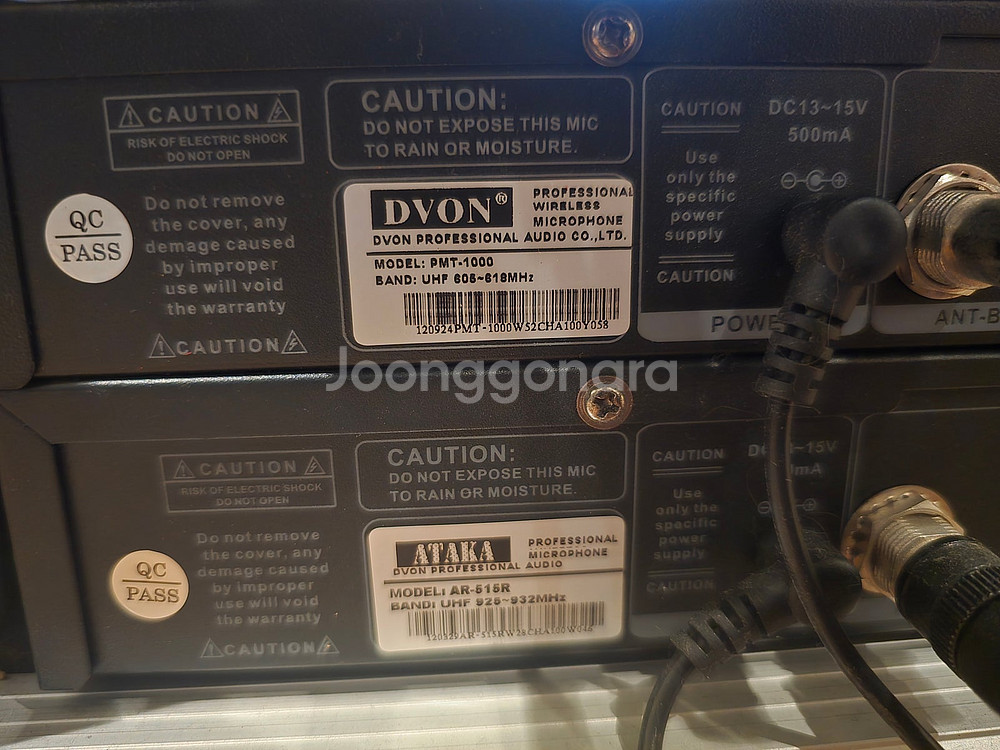 CAUTION
RISK OF ELECTRIC SHOCK
DO NOT OPEN
CAUTION:
DO NOT EXPOSE THIS MIC
TO RAIN OR MOISTURE.
CAUTION
DC13~15V
500mA
Use
only the
specific
power
supply
CAUTION
POWE
ANT-B
QC
PASS
Do not remove
the cover, any
damage caused
by improper
use will void
the warranty
CAUTION
DVON®
PROFESSIONAL
WIRELESS
MICROPHONE
DVON PROFESSIONAL AUDIO CO.,LTD.
MODEL: PMT-1000
BAND: UHF 605~618MHz
120924PMT-1000W52CHA100Y058
Joonggonara
CAUTION
RISK OF ELECTRIC SHOCK
DO NOT OPEN
CAUTION:
DO NOT EXPOSE THIS MIC
TO RAIN OR MOISTURE.
CAUTION
~15V
mA
Use
only the
specific
power
supply
CAUTION
QC
PASS
Do not remove
the cover, any
damage caused
by improper
use will void
the warranty
CAUTION
ATAKA
PROFESSIONAL
MICROPHONE
DVON PROFESSIONAL AUDIO
MODEL: AR-515R
BAND: UHF 925~932MHz